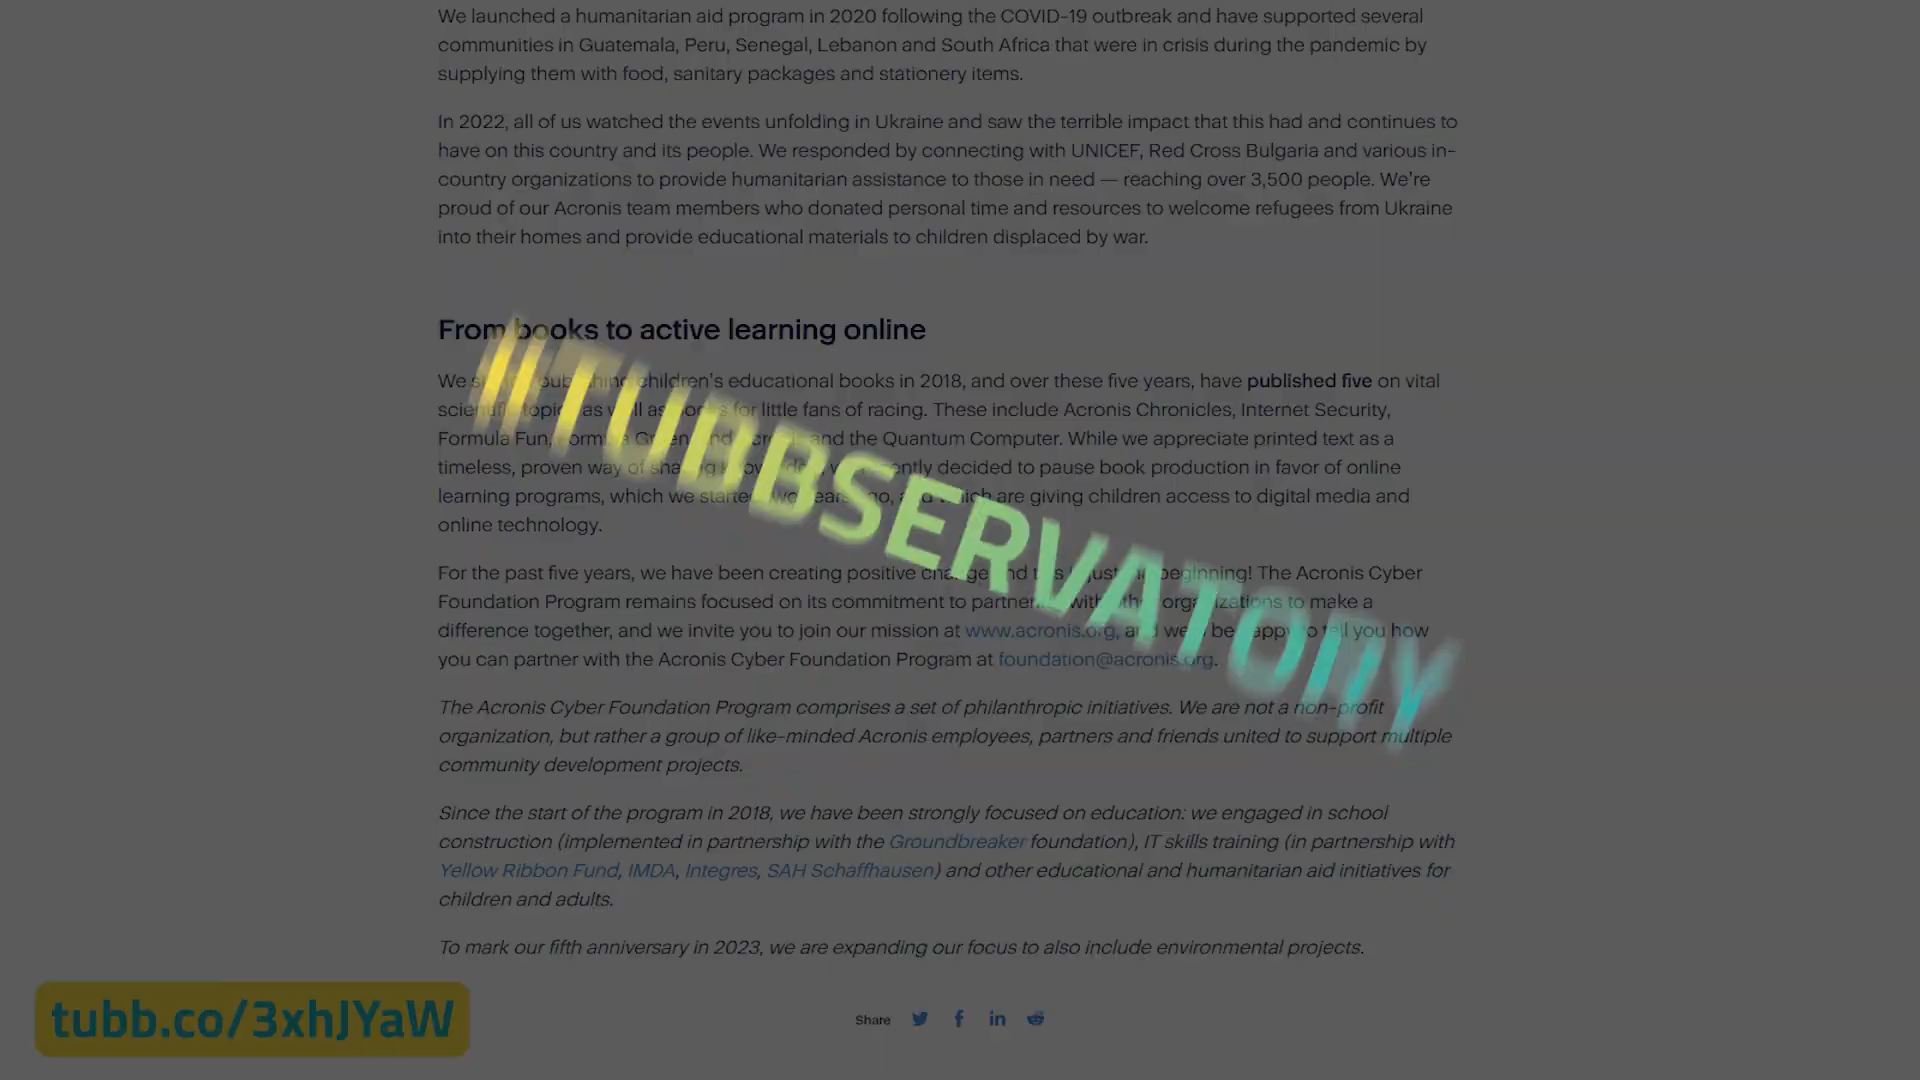 We launched a humanitarian aid program in 2020 following the COVID-19 outbreak and have supported several
communities in Guatemala, Peru, Senegal, Lebanon and South Africa that were in crisis during the pandemic by
supplying them with food, sanitary packages and stationery items.
In 2022, all of us watched the events unfolding in Ukraine and saw the terrible impact that this had and continues to
have on this country and its people. We responded by connecting with UNICEF, Red Cross Bulgaria and various in-
country organizations to provide humanitarian assistance to those in need — reaching over 3,500 people. We're
proud of our Acronis team members who donated personal time and resources to welcome refugees from Ukraine
into their homes and provide educational materials to children displaced by war.
From books to active learning online
We children's educational books in 2018, and over these five years, have published five on vital
as well as books for little fans of racing. These include Acronis Chronicles, Internet Security,
Formula Fun, and the Quantum Computer. While we appreciate printed text as a
timeless, proven way of decided to pause book production in favor of online
learning programs, which we started which are giving children access to digital media and
online technology.
For the past five years, we have been creating positive change beginning! The Acronis Cyber
Foundation Program remains focused on its commitment to partner with organizations to make a
difference together, and we invite you to join our mission at www.acronis.org, and be happy to tell you how
you can partner with the Acronis Cyber Foundation Program at foundation@acronis.org.
The Acronis Cyber Foundation Program comprises a set of philanthropic initiatives. We are not a non-profit
organization, but rather a group of like-minded Acronis employees, partners and friends united to support multiple
community development projects.
Since the start of the program in 2018, we have been strongly focused on education: we engaged in school
construction (implemented in partnership with the Groundbreaker foundation), IT skills training (in partnership with
Yellow Ribbon Fund, IMDA, Integres, SAH Schaffhausen) and other educational and humanitarian aid initiatives for
children and adults.
To mark our fifth anniversary in 2023, we are expanding our focus to also include environmental projects.
Share
#TUBBSERVATORY
tubb.co/3xhJYaW